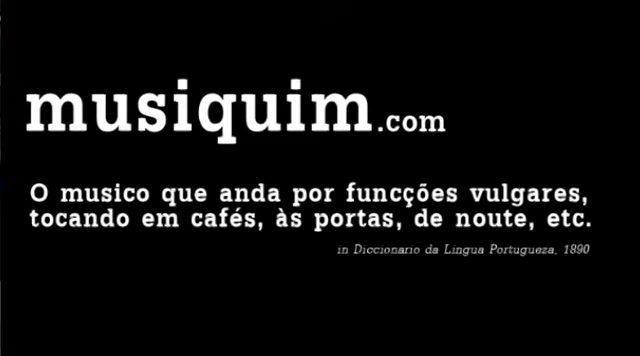 musiquim.com
O musico que anda por funcções vulgares,
tocando em cafés, às portas, de noute, etc.
in Diccionario da Lingua Portugueza, 1890